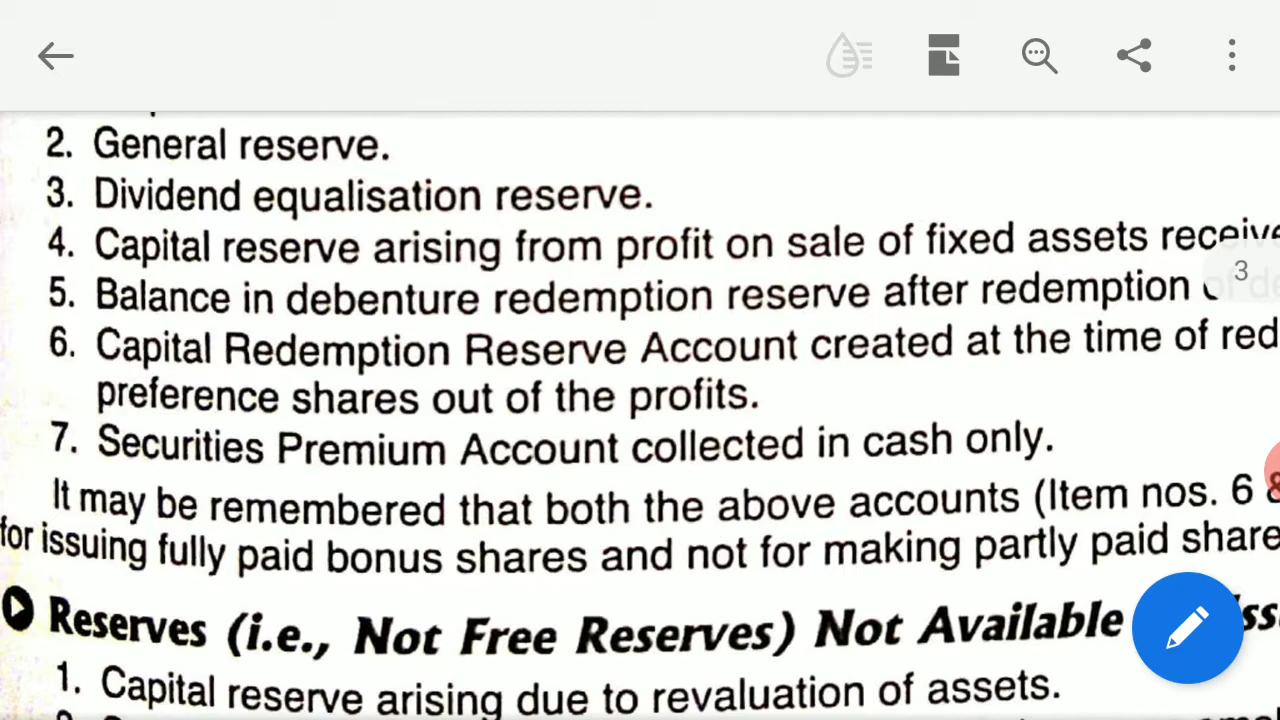 2. General reserve.
3. Dividend equalisation reserve.
4. Capital reserve arising from profit on sale of fixed assets
3
5. Balance in debenture redemption reserve after redemption
6. Capital Redemption Reserve Account created at the time of
preference shares out of the profits.
7. Securities Premium Account collected in cash only.
It may be remembered that both the above accounts (Item nos. 6 &
for issuing fully paid bonus shares and not for making partly paid share
Reserves (i.e., Not Free Reserves) Not Available
1. Capital reserve arising due to revaluation of assets.